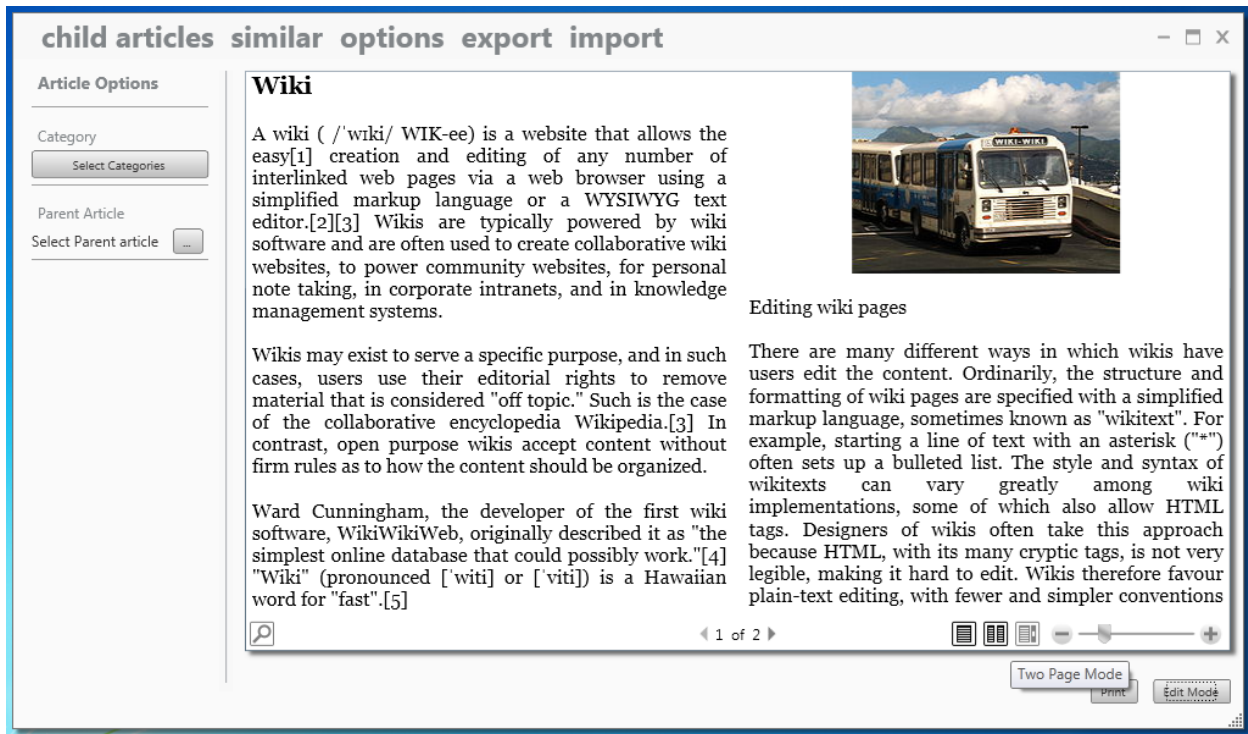 child articles similar options export import
Article Options
Category
Select Categories
Parent Article
Select Parent article ...
Wiki
A wiki ( /ˈwɪki/ WIK-ee) is a website that allows the
easy[1] creation and editing of any number of
interlinked web pages via a web browser using a
simplified markup language or a WYSIWYG text
editor.[2][3] Wikis are typically powered by wiki
software and are often used to create collaborative wiki
websites, to power community websites, for personal
note taking, in corporate intranets, and in knowledge
management systems.
Wikis may exist to serve a specific purpose, and in such
cases, users use their editorial rights to remove
material that is considered "off topic." Such is the case
of the collaborative encyclopedia Wikipedia.[3] In
contrast, open purpose wikis accept content without
firm rules as to how the content should be organized.
Ward Cunningham, the developer of the first wiki
software, WikiWikiWeb, originally described it as "the
simplest online database that could possibly work."[4]
"Wiki" (pronounced [ˈwiti] or [ˈviti]) is a Hawaiian
word for "fast".[5]
WIKI-WIKI
Editing wiki pages
There are many different ways in which wikis have
users edit the content. Ordinarily, the structure and
formatting of wiki pages are specified with a simplified
markup language, sometimes known as "wikitext". For
example, starting a line of text with an asterisk ("*")
often sets up a bulleted list. The style and syntax of
wikitexts can vary greatly among wiki
implementations, some of which also allow HTML
tags. Designers of wikis often take this approach
because HTML, with its many cryptic tags, is not very
legible, making it hard to edit. Wikis therefore favour
plain-text editing, with fewer and simpler conventions
1 of 2
Two Page Mode
Print
Edit Mode